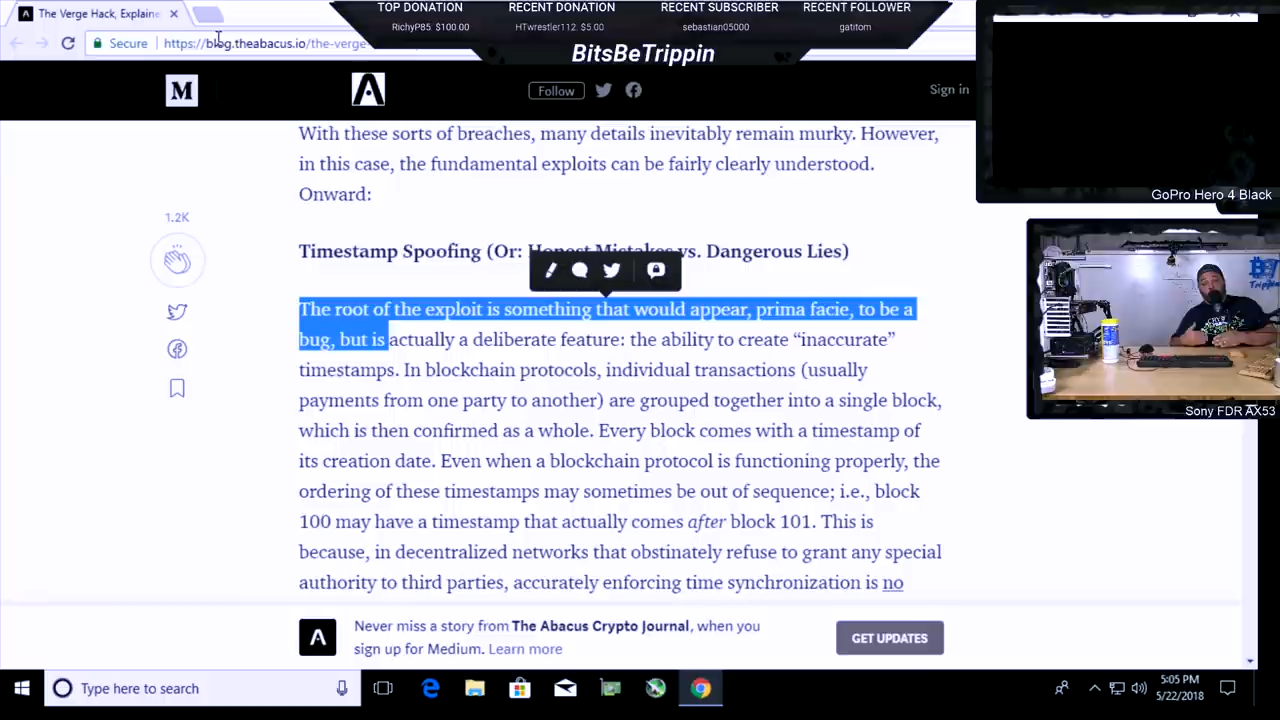 The Verge Hack, Explaine
TOP DONATION
RichyP85 $100.00
RECENT DONATION
HTwrestler112. $5.00
RECENT SUBSCRIBER
sebastian05000
RECENT FOLLOWER
gatitom
BitsBeTrippin
Secure
https://blog.theabacus.io/the-verge
M
Follow
Sign in
With these sorts of breaches, many details inevitably remain murky. However,
in this case, the fundamental exploits can be fairly clearly understood.
Onward:
GoPro Hero 4 Black
1.2K
Timestamp Spoofing (Or: Honest Mistakes vs. Dangerous Lies)
The root of the exploit is something that would appear, prima facie, to be a
bug, but is actually a deliberate feature: the ability to create “inaccurate”
timestamps. In blockchain protocols, individual transactions (usually
payments from one party to another) are grouped together into a single block,
which is then confirmed as a whole. Every block comes with a timestamp of
its creation date. Even when a blockchain protocol is functioning properly, the
ordering of these timestamps may sometimes be out of sequence; i.e., block
100 may have a timestamp that actually comes after block 101. This is
because, in decentralized networks that obstinately refuse to grant any special
authority to third parties, accurately enforcing time synchronization is no
Sony FDR AX53
Never miss a story from The Abacus Crypto Journal, when you
sign up for Medium. Learn more
GET UPDATES
Type here to search
5:05 PM
5/22/2018